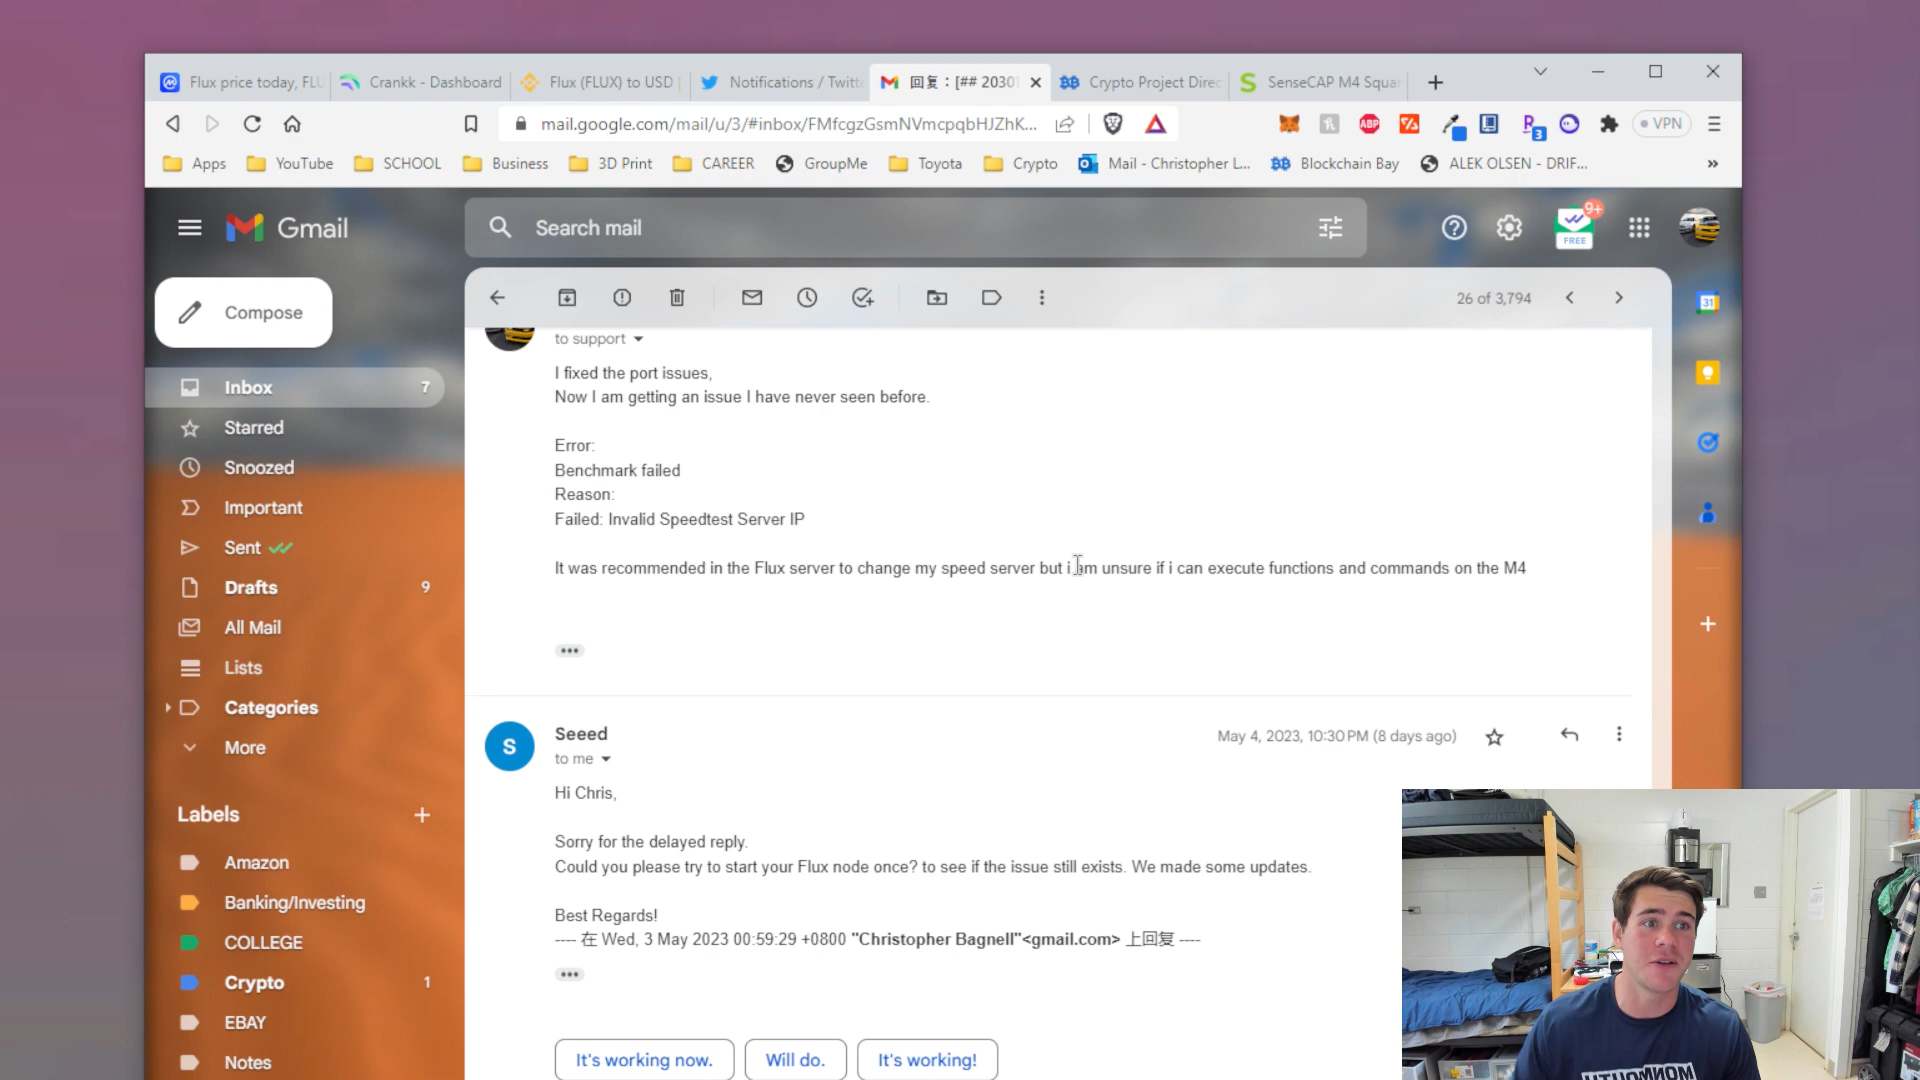 Flux price today, FLU
Crankk - Dashboard
Flux (FLUX) to USD
Notifications / Twitte
回复：[## 2030
Crypto Project Direc
SenseCAP M4 Squar
mail.google.com/mail/u/3/#inbox/FMfcgzGsmNVmcpqbHJZhK...
ABP
3
VPN
Apps
YouTube
SCHOOL
Business
3D Print
CAREER
GroupMe
Toyota
Crypto
Mail - Christopher L...
Blockchain Bay
ALEK OLSEN - DRIF...
»
Gmail
Search mail
9+
FREE
Compose
26 of 3,794
31
Inbox 7
Starred
Snoozed
Important
Sent
Drafts 9
All Mail
Lists
Categories
More
Labels
Amazon
Banking/Investing
COLLEGE
Crypto 1
EBAY
Notes
to support
I fixed the port issues,
Now I am getting an issue I have never seen before.
Error:
Benchmark failed
Reason:
Failed: Invalid Speedtest Server IP
It was recommended in the Flux server to change my speed server but i am unsure if i can execute functions and commands on the M4
S
Seeed
May 4, 2023, 10:30 PM (8 days ago)
to me
Hi Chris,
Sorry for the delayed reply.
Could you please try to start your Flux node once? to see if the issue still exists. We made some updates.
Best Regards!
---- 在 Wed, 3 May 2023 00:59:29 +0800 "Christopher Bagnell"<gmail.com> 上回复 ----
It's working now.
Will do.
It's working!
MONMOUTH